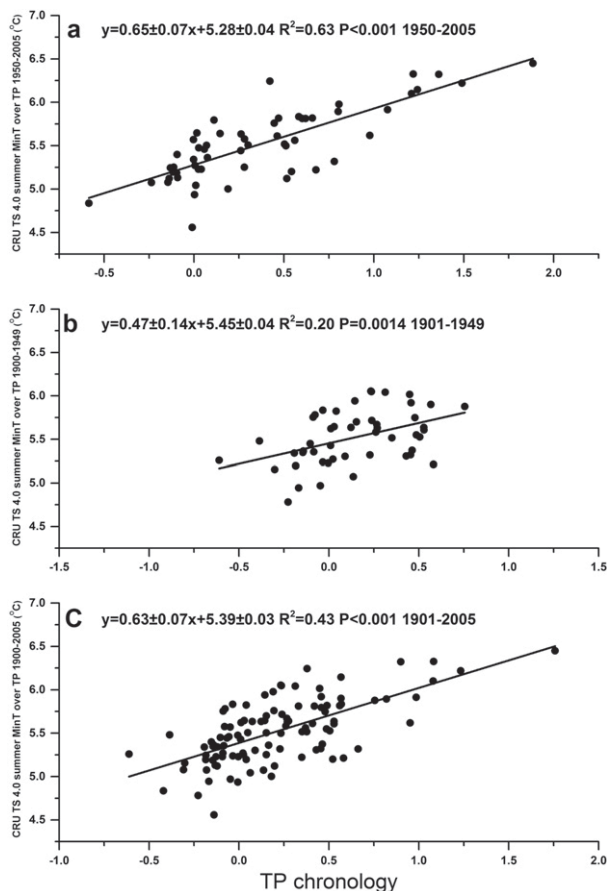 a y=0.65±0.07x+5.28±0.04 R²=0.63 P<0.001 1950-2005
CRU TS 4.0 summer MinT over TP 1950-2005 (°C)
7.0
6.5
6.0
5.5
5.0
4.5
-0.5 0.0 0.5 1.0 1.5 2.0
b y=0.47±0.14x+5.45±0.04 R²=0.20 P=0.0014 1901-1949
CRU TS 4.0 summer MinT over TP 1900-1949 (°C)
7.0
6.5
6.0
5.5
5.0
4.5
-1.5 -1.0 -0.5 0.0 0.5 1.0 1.5
C y=0.63±0.07x+5.39±0.03 R²=0.43 P<0.001 1901-2005
CRU TS 4.0 summer MinT over TP 1900-2005 (°C)
7.0
6.5
6.0
5.5
5.0
4.5
-1.0 -0.5 0.0 0.5 1.0 1.5 2.0
TP chronology